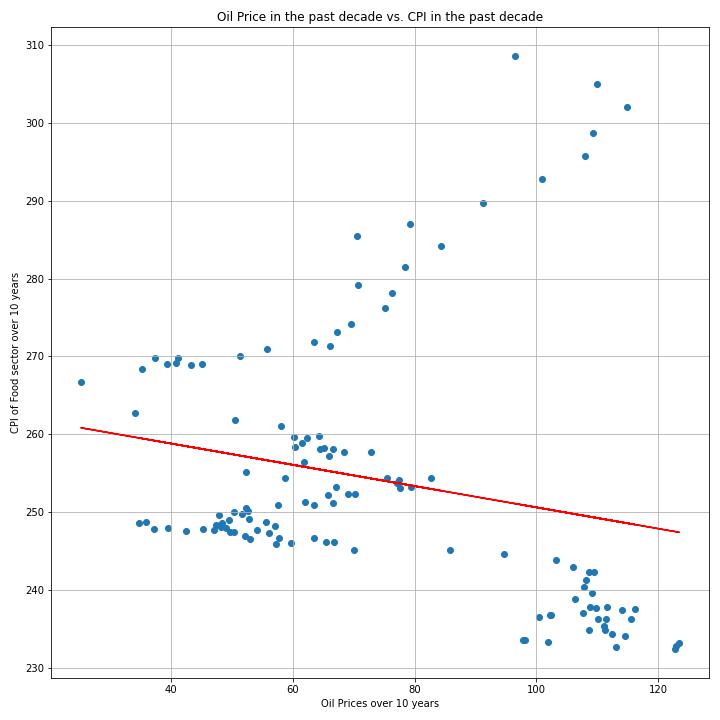 Oil Price in the past decade vs. CPI in the past decade
310
300
290
280
270
260
250
240
230
CPI of Food sector over 10 years
40 60 80 100 120
Oil Prices over 10 years